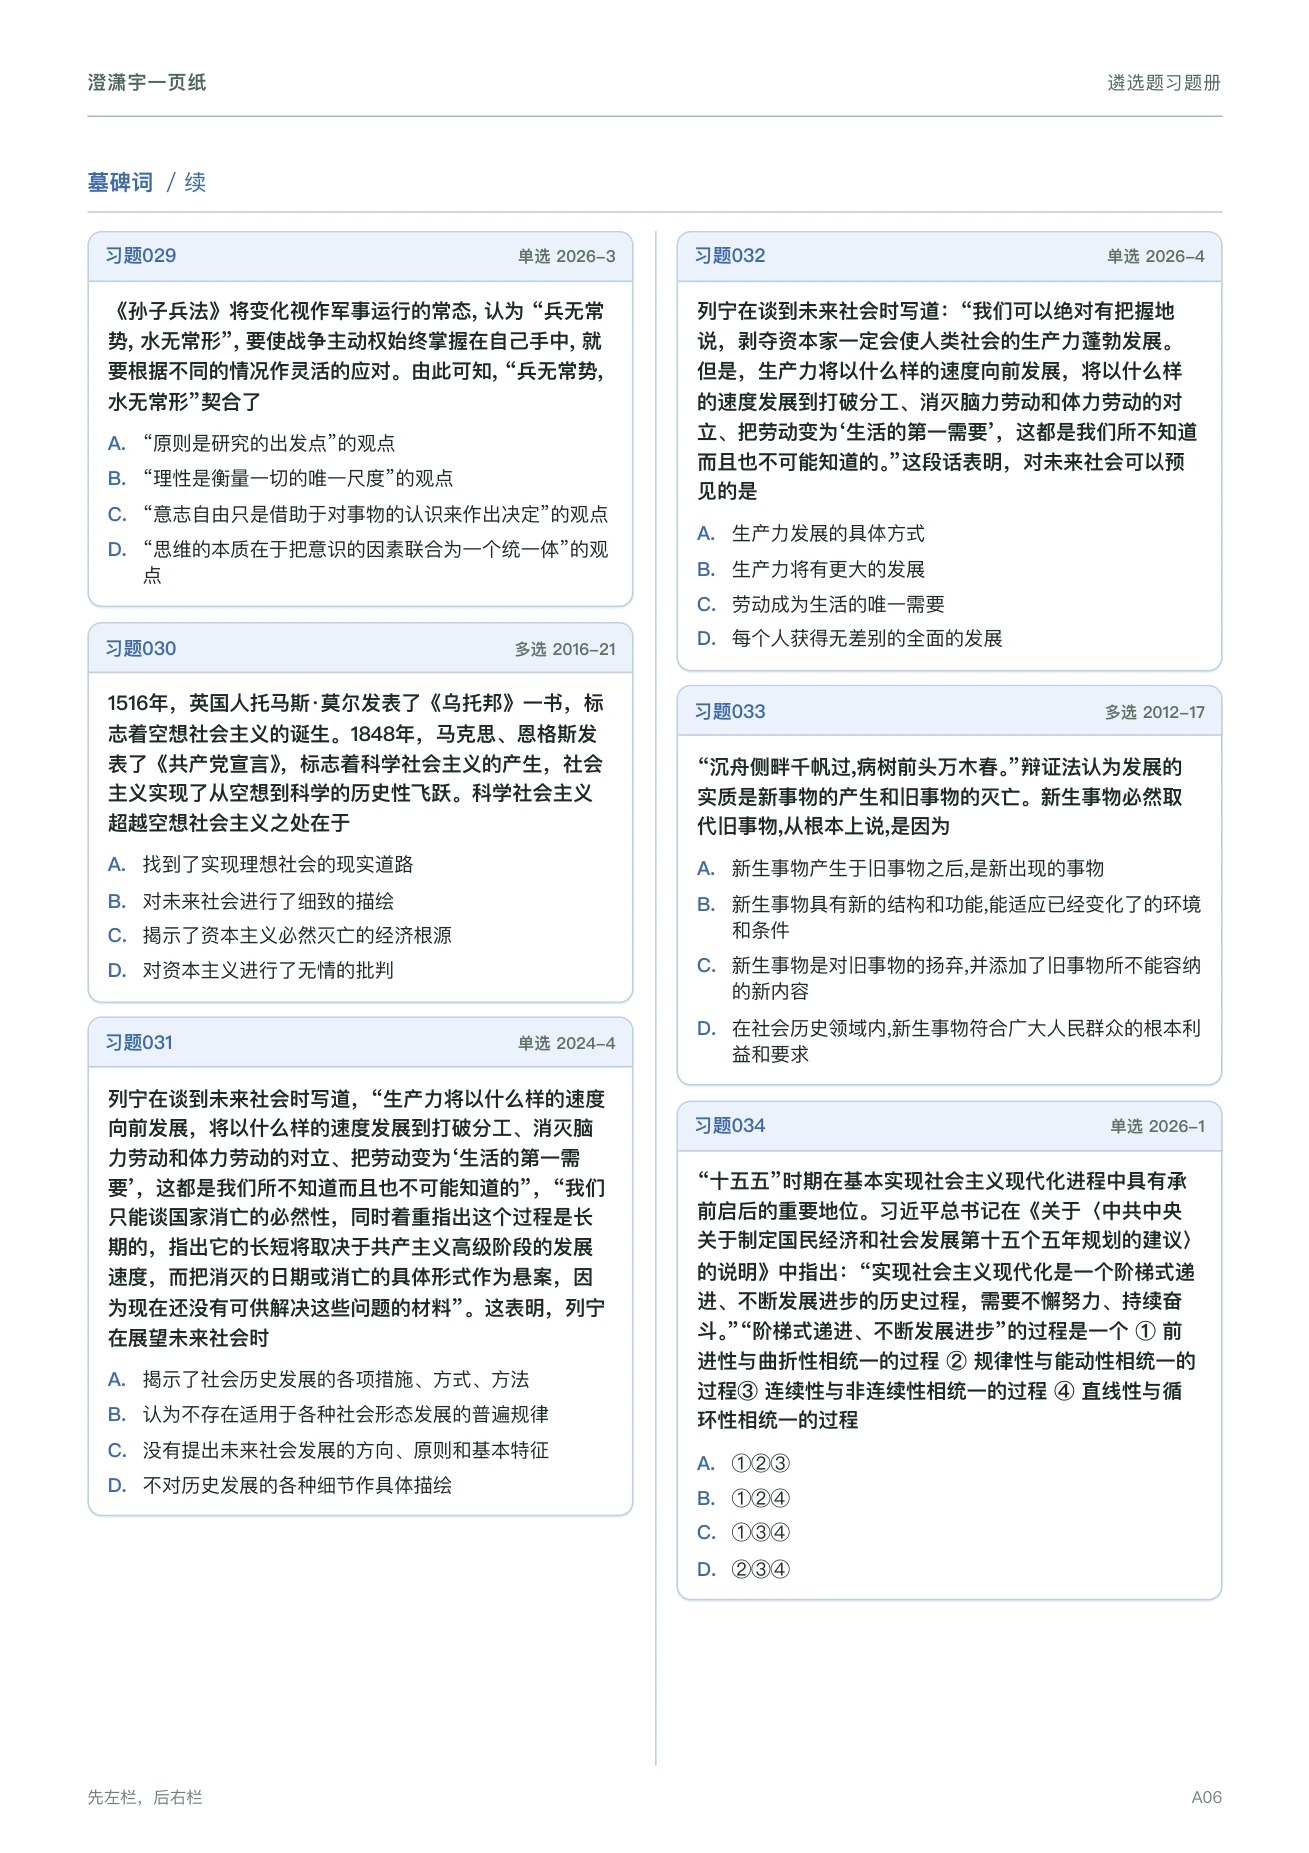 澄潇宇一页纸
遴选题习题册
墓碑词 / 续
习题029 单选 2026-3
《孙子兵法》将变化视作军事运行的常态, 认为 “兵无常
势, 水无常形”, 要使战争主动权始终掌握在自己手中, 就
要根据不同的情况作灵活的应对。由此可知, “兵无常势,
水无常形”契合了
A. “原则是研究的出发点”的观点
B. “理性是衡量一切的唯一尺度”的观点
C. “意志自由只是借助于对事物的认识来作出决定”的观点
D. “思维的本质在于把意识的因素联合为一个统一体”的观
点
习题030 多选 2016-21
1516年，英国人托马斯·莫尔发表了《乌托邦》一书，标
志着空想社会主义的诞生。1848年，马克思、恩格斯发
表了《共产党宣言》，标志着科学社会主义的产生，社会
主义实现了从空想到科学的历史性飞跃。科学社会主义
超越空想社会主义之处在于
A. 找到了实现理想社会的现实道路
B. 对未来社会进行了细致的描绘
C. 揭示了资本主义必然灭亡的经济根源
D. 对资本主义进行了无情的批判
习题031 单选 2024-4
列宁在谈到未来社会时写道，“生产力将以什么样的速度
向前发展，将以什么样的速度发展到打破分工、消灭脑
力劳动和体力劳动的对立、把劳动变为‘生活的第一需
要’，这都是我们所不知道而且也不可能知道的”，“我们
只能谈国家消亡的必然性，同时着重指出这个过程是长
期的，指出它的长短将取决于共产主义高级阶段的发展
速度，而把消灭的日期或消亡的具体形式作为悬案，因
为现在还没有可供解决这些问题的材料”。这表明，列宁
在展望未来社会时
A. 揭示了社会历史发展的各项措施、方式、方法
B. 认为不存在适用于各种社会形态发展的普遍规律
C. 没有提出未来社会发展的方向、原则和基本特征
D. 不对历史发展的各种细节作具体描绘
习题032 单选 2026-4
列宁在谈到未来社会时写道：“我们可以绝对有把握地
说，剥夺资本家一定会使人类社会的生产力蓬勃发展。
但是，生产力将以什么样的速度向前发展，将以什么样
的速度发展到打破分工、消灭脑力劳动和体力劳动的对
立、把劳动变为‘生活的第一需要’，这都是我们所不知道
而且也不可能知道的。”这段话表明，对未来社会可以预
见的是
A. 生产力发展的具体方式
B. 生产力将有更大的发展
C. 劳动成为生活的唯一需要
D. 每个人获得无差别的全面的发展
习题033 多选 2012-17
“沉舟侧畔千帆过,病树前头万木春。”辩证法认为发展的
实质是新事物的产生和旧事物的灭亡。新生事物必然取
代旧事物,从根本上说,是因为
A. 新生事物产生于旧事物之后,是新出现的事物
B. 新生事物具有新的结构和功能,能适应已经变化了的环境
和条件
C. 新生事物是对旧事物的扬弃,并添加了旧事物所不能容纳
的新内容
D. 在社会历史领域内,新生事物符合广大人民群众的根本利
益和要求
习题034 单选 2026-1
“十五五”时期在基本实现社会主义现代化进程中具有承
前启后的重要地位。习近平总书记在《关于〈中共中央
关于制定国民经济和社会发展第十五个五年规划的建议〉
的说明》中指出：“实现社会主义现代化是一个阶梯式递
进、不断发展进步的历史过程，需要不懈努力、持续奋
斗。”“阶梯式递进、不断发展进步”的过程是一个 ① 前
进性与曲折性相统一的过程 ② 规律性与能动性相统一的
过程③ 连续性与非连续性相统一的过程 ④ 直线性与循
环性相统一的过程
A. ①②③
B. ①②④
C. ①③④
D. ②③④
先左栏，后右栏
A06